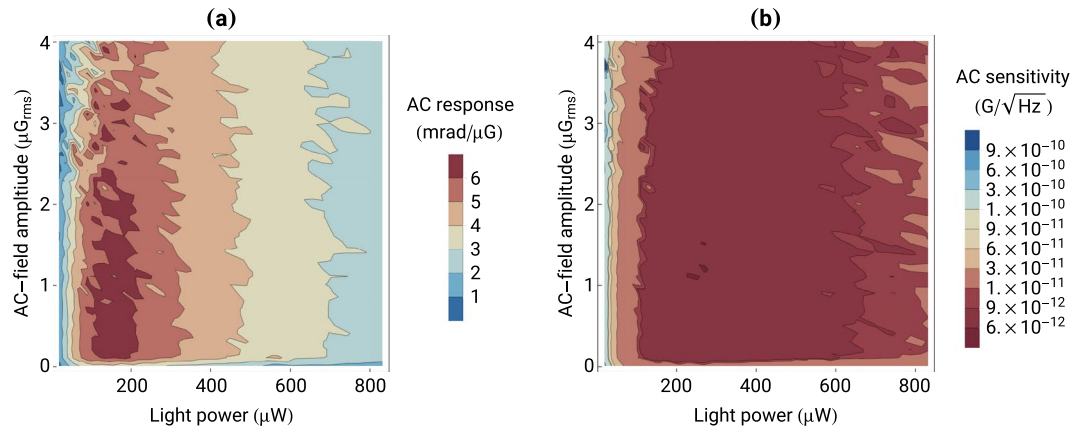 (a)
AC–field ampltiude (μGrms)
4
3
2
1
0
200 400 600 800
Light power (μW)
AC response
(mrad/μG)
6
5
4
3
2
1
(b)
AC–field amplitude (μGrms)
4
3
2
1
0
200 400 600 800
Light power (μW)
AC sensitivity
(G/√Hz)
9.×10⁻¹⁰
6.×10⁻¹⁰
3.×10⁻¹⁰
1.×10⁻¹⁰
9.×10⁻¹¹
6.×10⁻¹¹
3.×10⁻¹¹
1.×10⁻¹¹
9.×10⁻¹²
6.×10⁻¹²